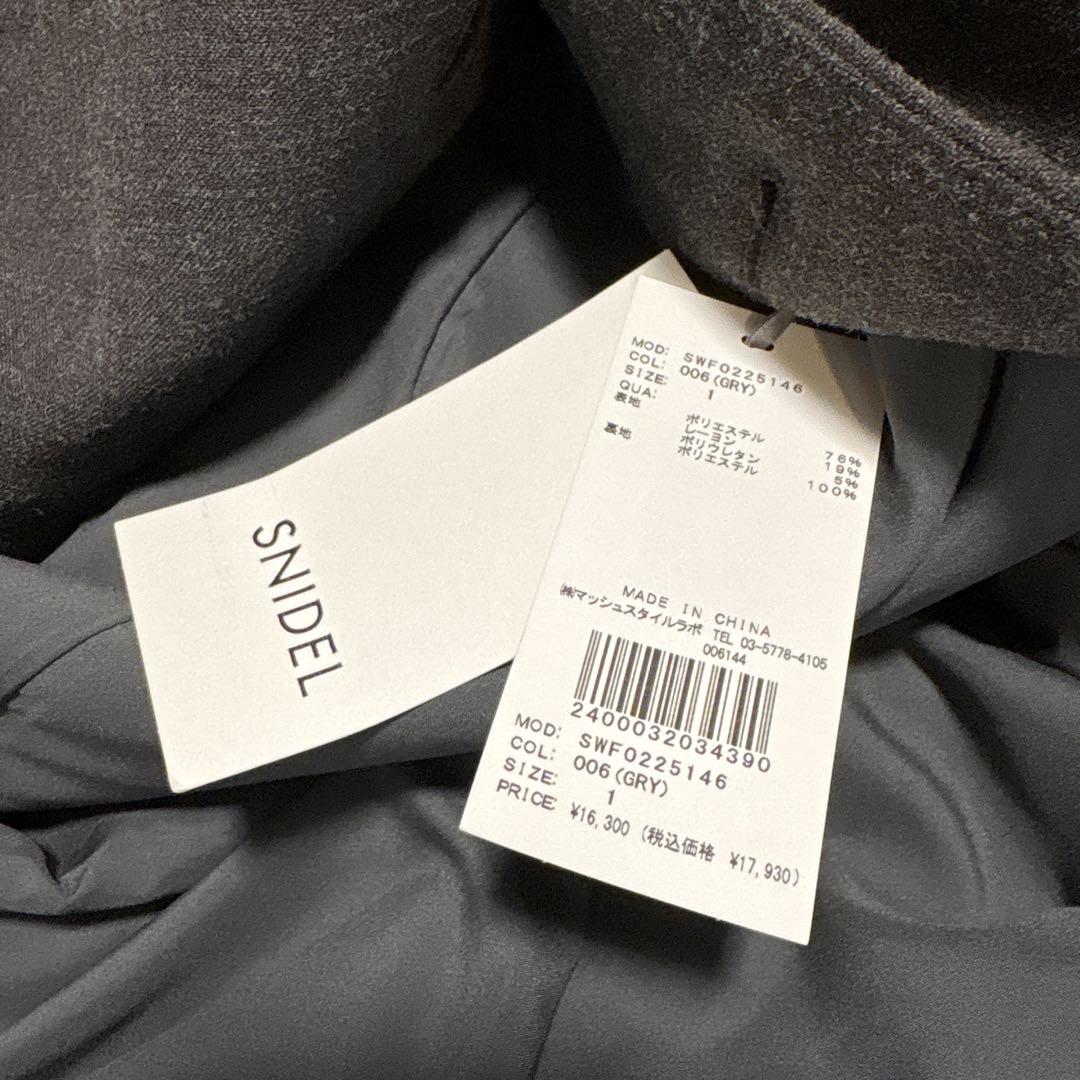 SNIDEL
MOD: SWF0225146
COL: 006(GRY)
SIZE: 1
QUA:
表地 ポリエステル 76%
レーヨン 19%
ポリウレタン 5%
裏地 ポリエステル 100%
MADE IN CHINA
㈱マッシュスタイルラボ TEL 03-5778-4105
006144
2400032034390
MOD: SWF0225146
COL: 006(GRY)
SIZE: 1
PRICE: ¥16,300 (税込価格 ¥17,930)